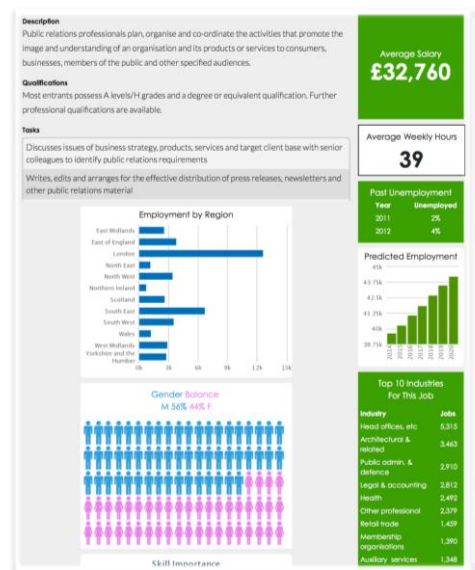 Description
Public relations professionals plan, organise and co-ordinate the activities that promote the
image and understanding of an organisation and its products or services to consumers,
businesses, members of the public and other specified audiences.
Qualifications
Most entrants possess A levels/H grades and a degree or equivalent qualification. Further
professional qualifications are available.
Tasks
Discusses issues of business strategy, products, services and target client base with senior
colleagues to identify public relations requirements
Writes, edits and arranges for the effective distribution of press releases, newsletters and
other public relations material
Employment by Region
East Midlands
East of England
London
North East
North West
Northern Ireland
Scotland
South East
South West
Wales
West Midlands
Yorkshire and the
Humber
0k 3k 6k 9k 12k 15k
Gender Balance
M 56% 44% F
Skill Importance
Average Salary
£32,760
Average Weekly Hours
39
Past Unemployment
Year Unemployed
2011 2%
2012 4%
Predicted Employment
45k
43.75k
42.5k
41.25k
40k
38.75k
2014 2015 2016 2017 2018 2019 2020
Top 10 Industries
For This Job
Industry Jobs
Head offices, etc 5,315
Architectural &
related 3,463
Public admin. &
defence 2,910
Legal & accounting 2,812
Health 2,492
Other professional 2,379
Retail trade 1,459
Membership
organisations 1,390
Auxiliary services 1,348